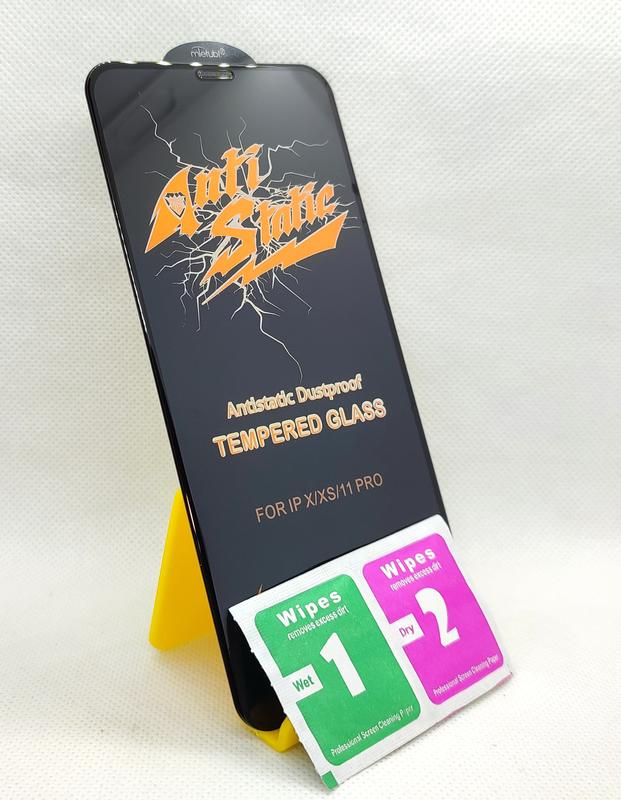 mietubl
Anti
Static
Antistatic Dustproof
TEMPERED GLASS
FOR IP X/XS/11 PRO
Wipes
removes excess dirt
Wet
1
Professional Screen Cleaning Paper
Wipes
removes excess dirt
Dry
2
Professional Screen Cleaning Paper